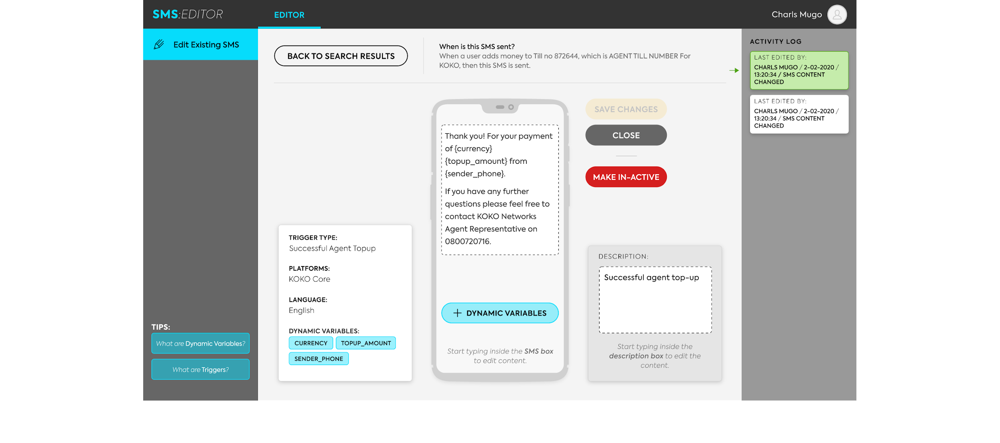 SMS:EDITOR
EDITOR
Charls Mugo
Edit Existing SMS
BACK TO SEARCH RESULTS
When is this SMS sent?
When a user adds money to Till no 872644, which is AGENT TILL NUMBER For
KOKO, then this SMS is sent.
ACTIVITY LOG
LAST EDITED BY:
CHARLS MUGO / 2-02-2020 /
13:20:34 / SMS CONTENT
CHANGED
LAST EDITED BY:
CHARLS MUGO / 2-02-2020 /
13:20:34 / SMS CONTENT
CHANGED
Thank you! For your payment
of {currency}
{topup_amount} from
{sender_phone}.
If you have any further
questions please feel free to
contact KOKO Networks
Agent Representative on
0800720716.
SAVE CHANGES
CLOSE
MAKE IN-ACTIVE
TRIGGER TYPE:
Successful Agent Topup
PLATFORMS:
KOKO Core
LANGUAGE:
English
DYNAMIC VARIABLES:
CURRENCY
TOPUP_AMOUNT
SENDER_PHONE
+ DYNAMIC VARIABLES
Start typing inside the SMS box
to edit content.
DESCRIPTION:
Successful agent top-up
Start typing inside the
description box to edit the
content.
TIPS:
What are Dynamic Variables?
What are Triggers?